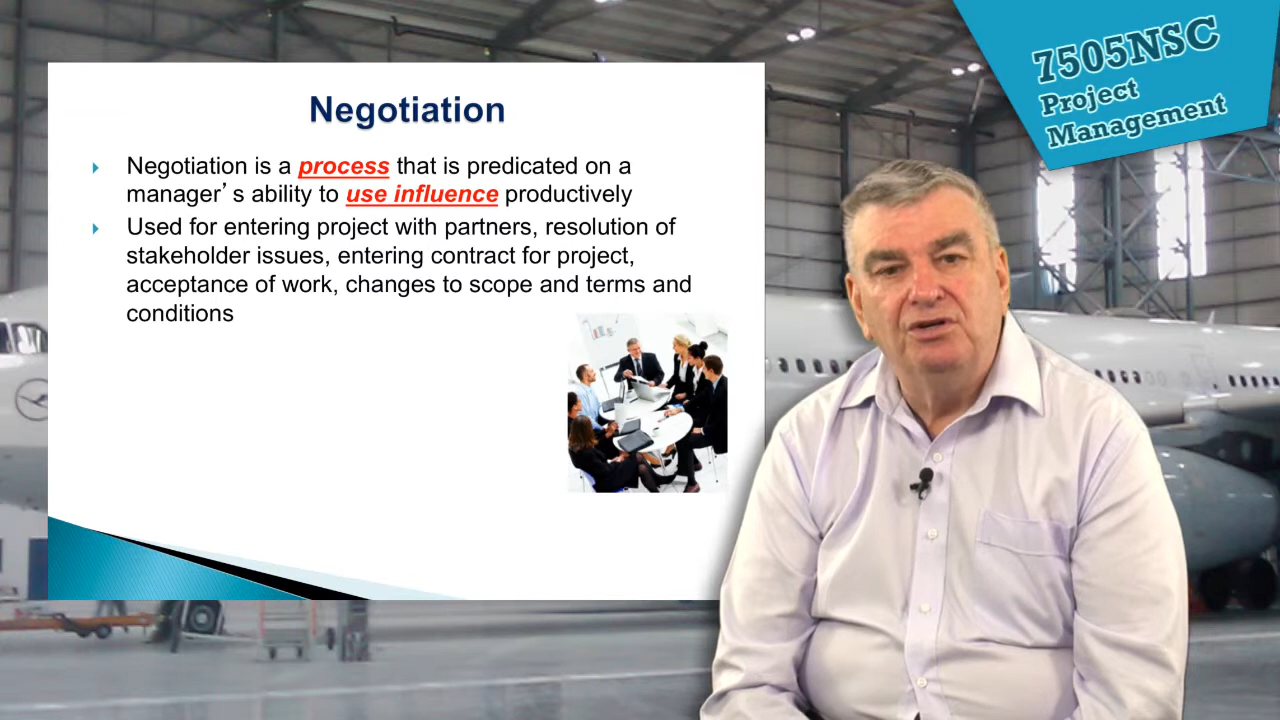 7505NSC
Project
Management
Negotiation
Negotiation is a process that is predicated on a
manager’s ability to use influence productively
Used for entering project with partners, resolution of
stakeholder issues, entering contract for project,
acceptance of work, changes to scope and terms and
conditions